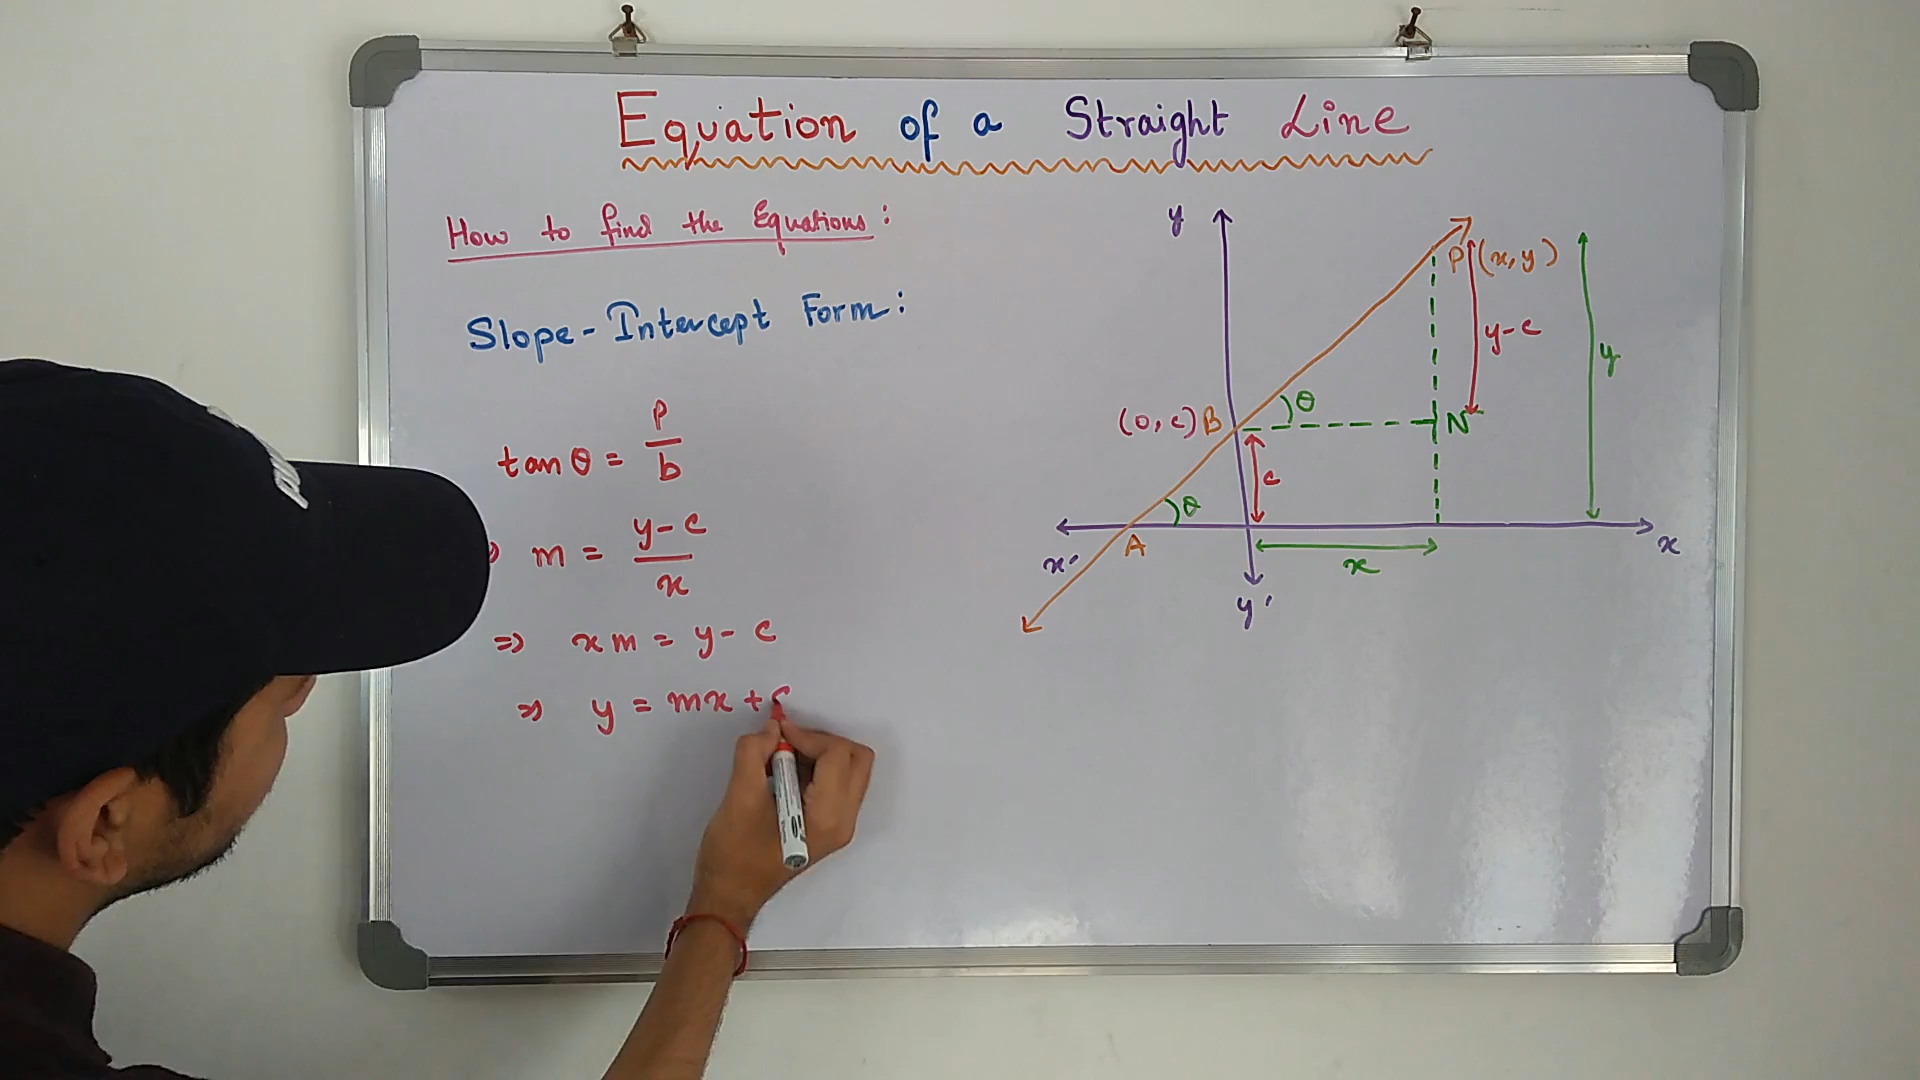 Equation of a Straight Line
How to find the Equations:
Slope-Intercept Form:
tan θ = p/b
m = y-c/x
⇒ xm = y-c
⇒ y = mx+c
y
P(x,y)
y-c
y
(0,c) B
θ
N
c
θ
x'
A
x
x
y'